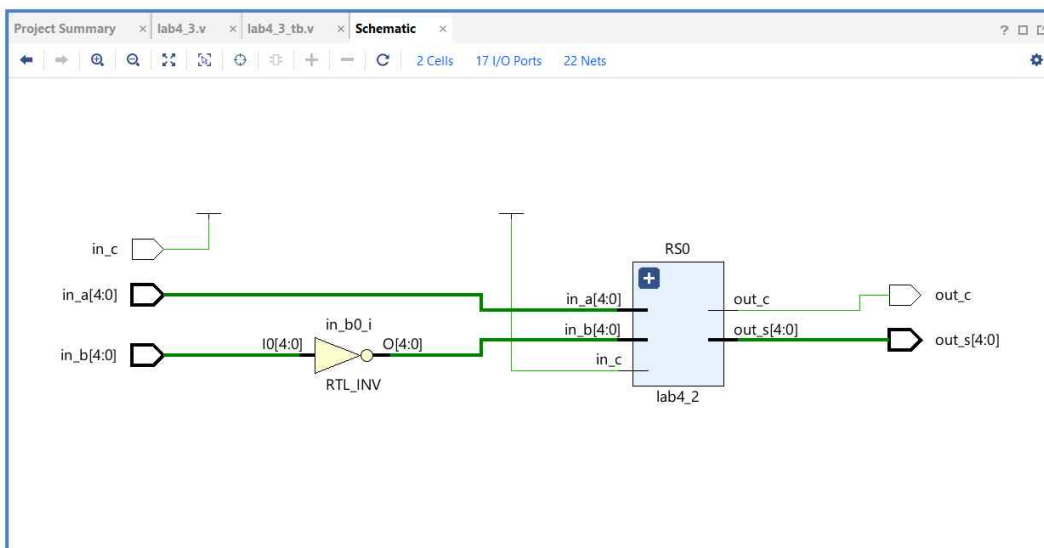 Project Summary × lab4_3.v × lab4_3_tb.v × Schematic × ?
2 Cells 17 I/O Ports 22 Nets
RS0
in_c
in_a[4:0] in_a[4:0] out_c out_c
in_b0_i
in_b[4:0] I0[4:0] O[4:0] in_b[4:0] out_s[4:0] out_s[4:0]
in_c
RTL_INV
lab4_2